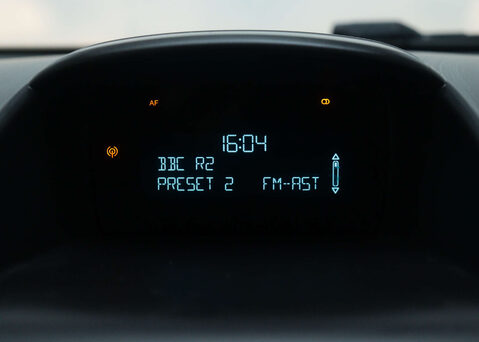 AF
16:04
BBC R2
PRESET 2 FM-AST